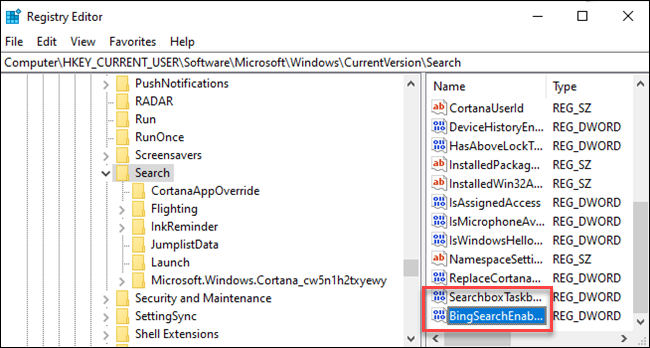 Registry Editor
File Edit View Favorites Help
Computer\HKEY_CURRENT_USER\Software\Microsoft\Windows\CurrentVersion\Search
PushNotifications
RADAR
Run
RunOnce
Screensavers
Search
CortanaAppOverride
Flighting
InkReminder
JumplistData
Launch
Microsoft.Windows.Cortana_cw5n1h2txyewy
Security and Maintenance
SettingSync
Shell Extensions
Name Type
CortanaUserId REG_SZ
DeviceHistoryEn... REG_DWORD
HasAboveLockT... REG_DWORD
InstalledPackag... REG_SZ
InstalledWin32A... REG_SZ
IsAssignedAccess REG_DWORD
IsMicrophoneAv... REG_DWORD
IsWindowsHello... REG_DWORD
NamespaceSetti... REG_SZ
ReplaceCortana... REG_DWORD
SearchboxTaskb... REG_DWORD
BingSearchEnab... REG_DWORD